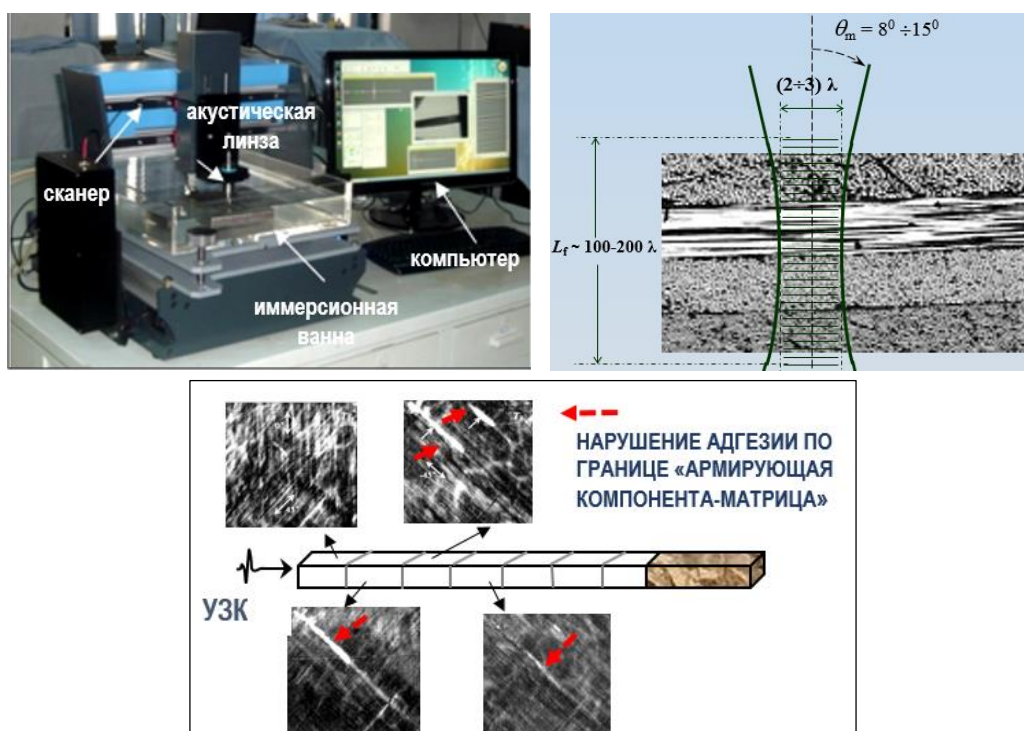 акустическая
линза
сканер
компьютер
иммерсионная
ванна
θm = 8⁰ ÷15⁰
(2÷3) λ
Lf ~ 100-200 λ
НАРУШЕНИЕ АДГЕЗИИ ПО
ГРАНИЦЕ «АРМИРУЮЩАЯ
КОМПОНЕНТА-МАТРИЦА»
УЗК